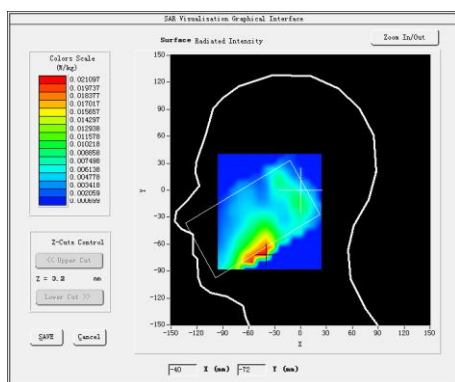 SAR Visualisation Graphical Interface
Surface Radiated Intensity
Zoom In/Out
Colors Scale
(W/kg)
0.021097
0.019737
0.018377
0.017017
0.015657
0.014297
0.012938
0.011578
0.010218
0.008858
0.007498
0.006138
0.004778
0.003418
0.002059
0.000699
Z-Cuts Control
<< Upper Cut
Z = 3.2 mm
Lower Cut >>
SAVE Cancel
150
120
90
60
30
Y 0
-30
-60
-90
-120
-150
-150 -120 -90 -60 -30 0 30 60 90 120 150
X
-40 X (mm) -72 Y (mm)